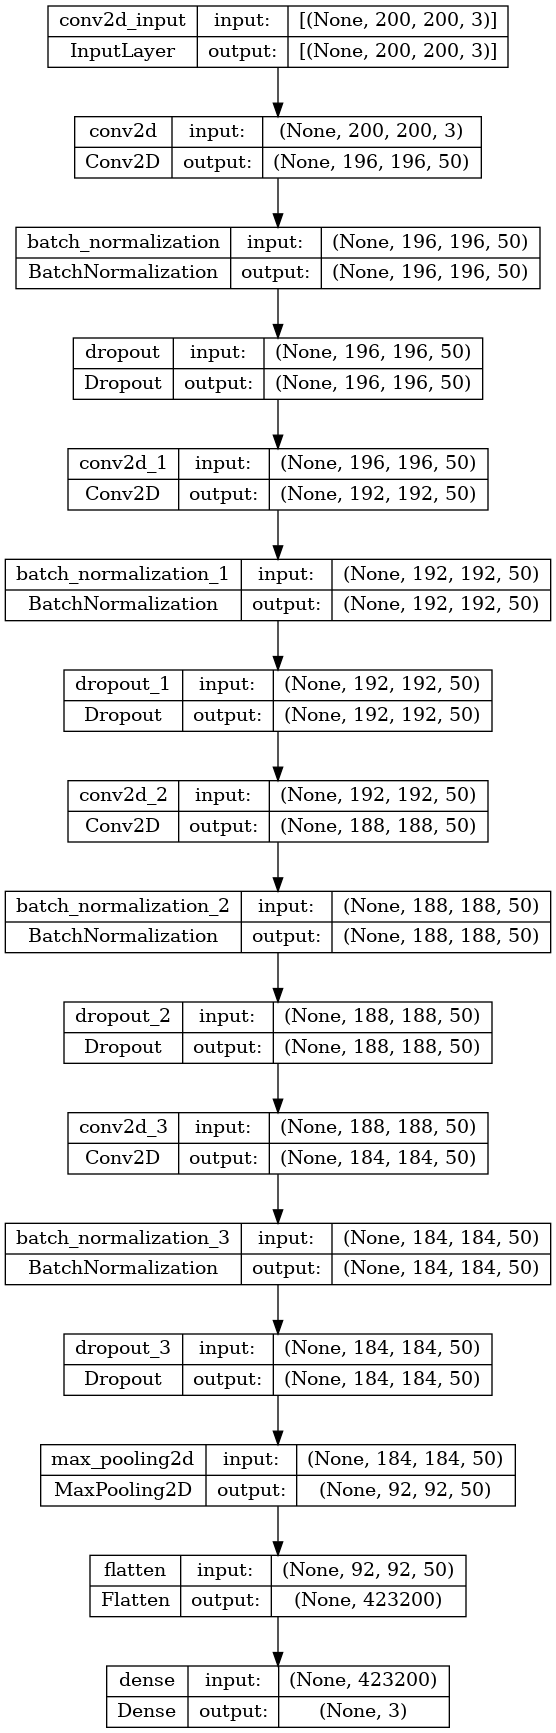 conv2d_input input: [(None, 200, 200, 3)]
InputLayer output: [(None, 200, 200, 3)]
conv2d input: (None, 200, 200, 3)
Conv2D output: (None, 196, 196, 50)
batch_normalization input: (None, 196, 196, 50)
BatchNormalization output: (None, 196, 196, 50)
dropout input: (None, 196, 196, 50)
Dropout output: (None, 196, 196, 50)
conv2d_1 input: (None, 196, 196, 50)
Conv2D output: (None, 192, 192, 50)
batch_normalization_1 input: (None, 192, 192, 50)
BatchNormalization output: (None, 192, 192, 50)
dropout_1 input: (None, 192, 192, 50)
Dropout output: (None, 192, 192, 50)
conv2d_2 input: (None, 192, 192, 50)
Conv2D output: (None, 188, 188, 50)
batch_normalization_2 input: (None, 188, 188, 50)
BatchNormalization output: (None, 188, 188, 50)
dropout_2 input: (None, 188, 188, 50)
Dropout output: (None, 188, 188, 50)
conv2d_3 input: (None, 188, 188, 50)
Conv2D output: (None, 184, 184, 50)
batch_normalization_3 input: (None, 184, 184, 50)
BatchNormalization output: (None, 184, 184, 50)
dropout_3 input: (None, 184, 184, 50)
Dropout output: (None, 184, 184, 50)
max_pooling2d input: (None, 184, 184, 50)
MaxPooling2D output: (None, 92, 92, 50)
flatten input: (None, 92, 92, 50)
Flatten output: (None, 423200)
dense input: (None, 423200)
Dense output: (None, 3)